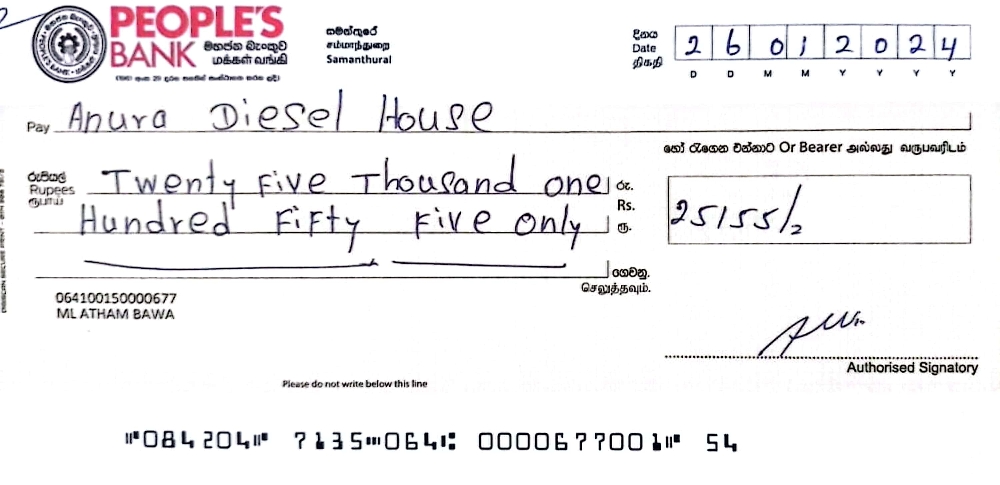 PEOPLE'S
BANK මහජන බැංකුව
மக்கள் வங்கி
සමන්තුරේ
சம்மாந்துறை
Samanthurai
දිනය
Date
திகதி
2 6 0 1 2 0 2 4
D D M M Y Y Y Y
Pay Anura Diesel House
හෝ රැගෙන එන්නාට Or Bearer அல்லது வருபவரிடம்
රුපියල්
Rupees
ரூபாய்
Twenty Five Thousand one
Hundred Fifty Five only
රු.
Rs.
ரூ.
25155/=
ගෙවනු.
செலுத்தவும்.
064100150000677
ML ATHAM BAWA
Authorised Signatory
Please do not write below this line
⑈084204⑈ 7135⑉064⑆ 0000677001⑈ 54